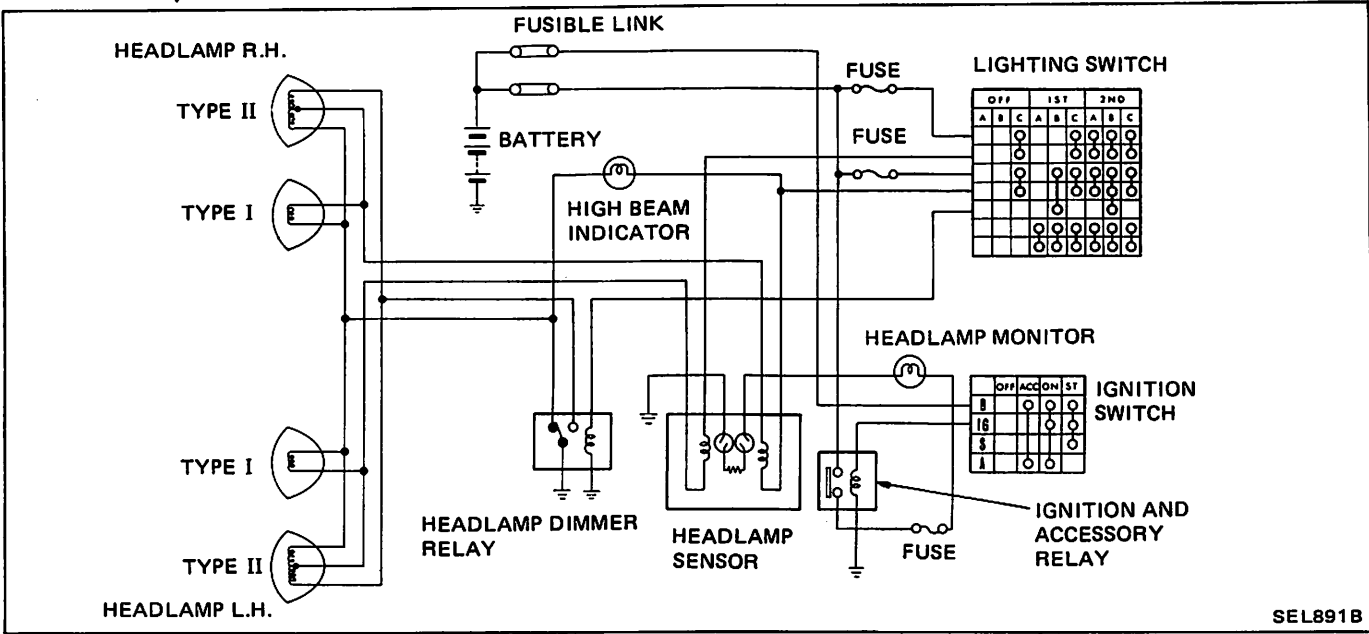 FUSIBLE LINK
HEADLAMP R.H.
TYPE II
BATTERY
FUSE
FUSE
LIGHTING SWITCH
OFF 1ST 2ND
A B C A B C A B C
TYPE I
HIGH BEAM
INDICATOR
HEADLAMP MONITOR
OFF ACC ON ST
B
IG
S
A
IGNITION
SWITCH
TYPE I
HEADLAMP DIMMER
RELAY
HEADLAMP
SENSOR
FUSE
IGNITION AND
ACCESSORY
RELAY
TYPE II
HEADLAMP L.H.
SEL891B